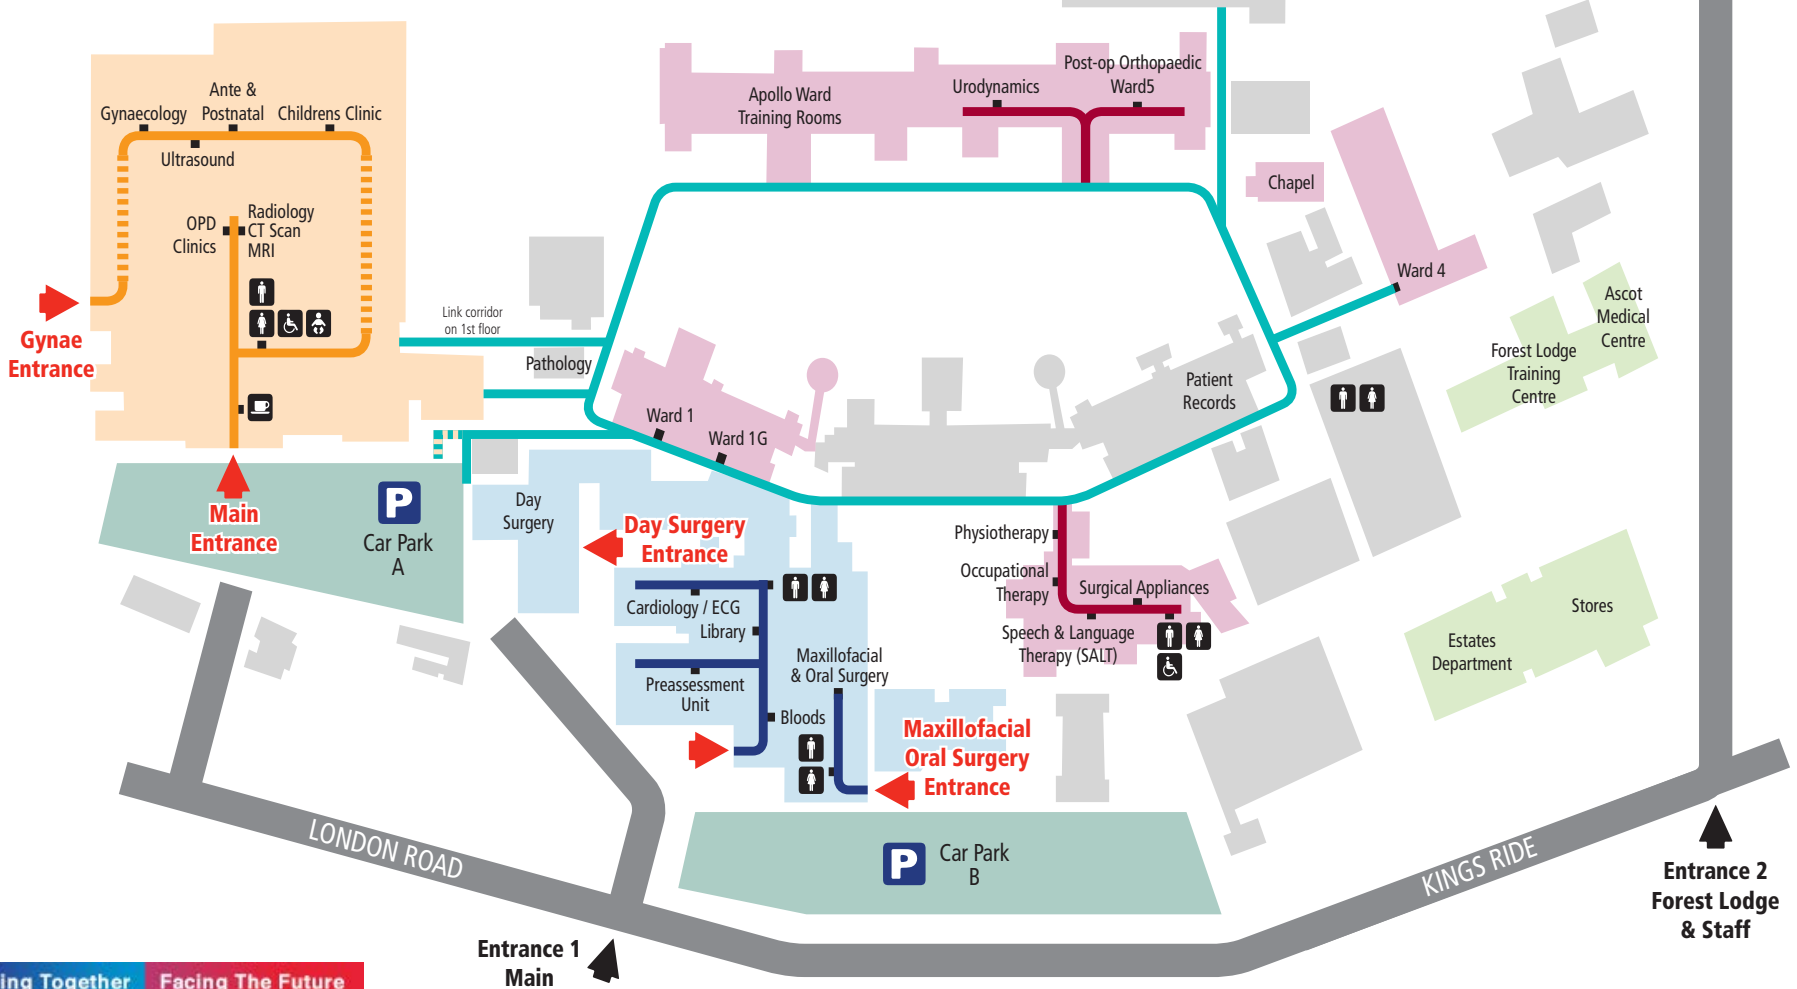 Gynaecology
Ante &
Postnatal
Childrens Clinic
Ultrasound
OPD
Clinics
Radiology
CT Scan
MRI
Gynae
Entrance
Link corridor
on 1st floor
Pathology
Main
Entrance
P
Car Park
A
Apollo Ward
Training Rooms
Urodynamics
Post-op Orthopaedic
Ward5
Chapel
Ward 4
Ascot
Medical
Centre
Forest Lodge
Training
Centre
Patient
Records
Ward 1
Ward 1G
Day
Surgery
Day Surgery
Entrance
Cardiology / ECG
Library
Preassessment
Unit
Bloods
Maxillofacial
& Oral Surgery
Maxillofacial
Oral Surgery
Entrance
Physiotherapy
Occupational
Therapy
Surgical Appliances
Speech & Language
Therapy (SALT)
Stores
Estates
Department
P
Car Park
B
LONDON ROAD
KINGS RIDE
Entrance 1
Main
Entrance 2
Forest Lodge
& Staff
ing Together
Facing The Future